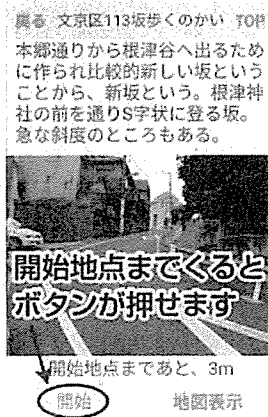 戻る 文京区113坂歩くのかい TOP
本郷通りから根津谷へ出るため
に作られ比較的新しい坂という
ことから、新坂という。根津神
社の前を通りS字状に登る坂。
急な斜度のところもある。
開始地点までくると
ボタンが押せます
開始地点まであと、3m
開始 地図表示